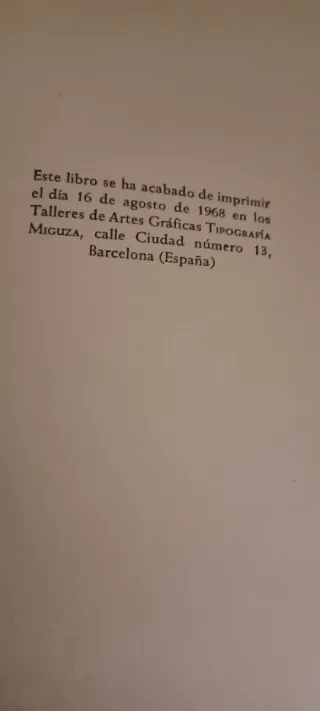 Este libro se ha acabado de imprimir
el día 16 de agosto de 1968 en los
Talleres de Artes Gráficas TIPOGRAFÍA
MIGUZA, calle Ciudad número 13,
Barcelona (España)